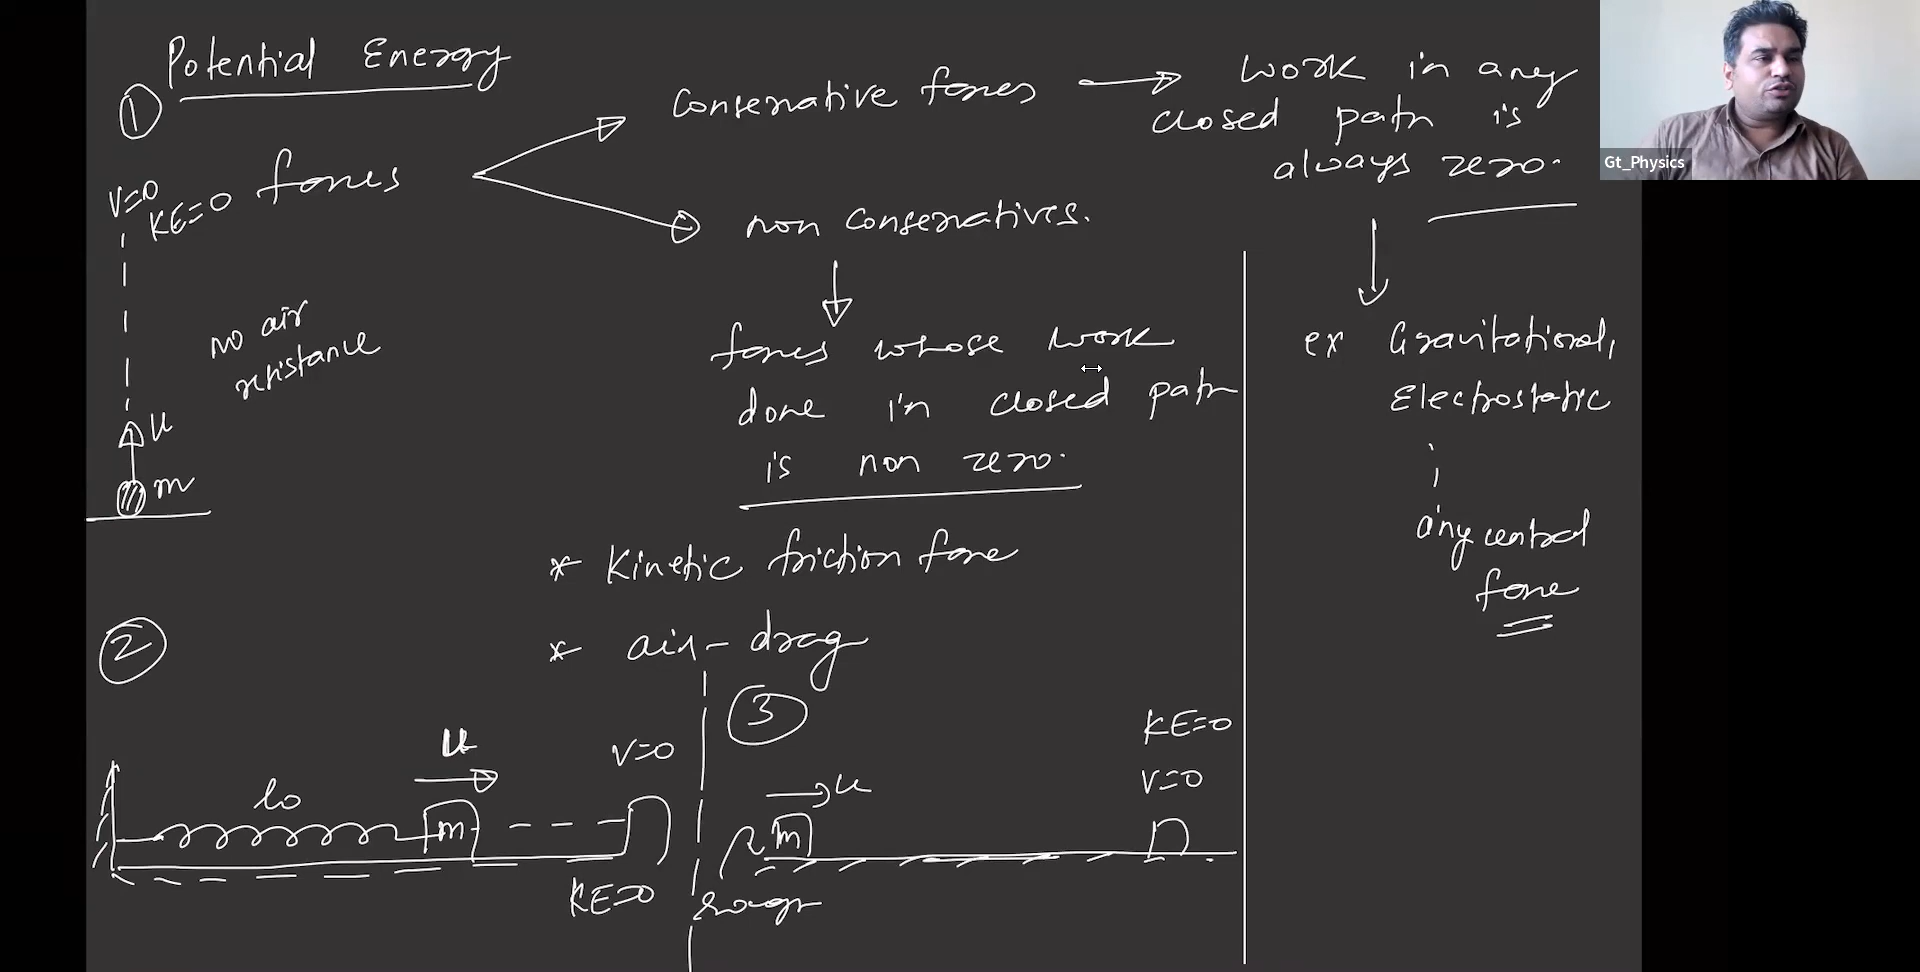 Potential Energy
①
forces
conservative forces → work in any
closed path is
always zero.
non conservatives.
v=0
KE=0
no air
resistance
u
m
forces whose work
done in closed path
is non zero.
ex Gravitational,
Electrostatic
any central
force
* Kinetic friction force
* air-drag
②
l0
u
m
v=0
KE=0
③
u
m
rough
KE=0
v=0
Gt_Physics